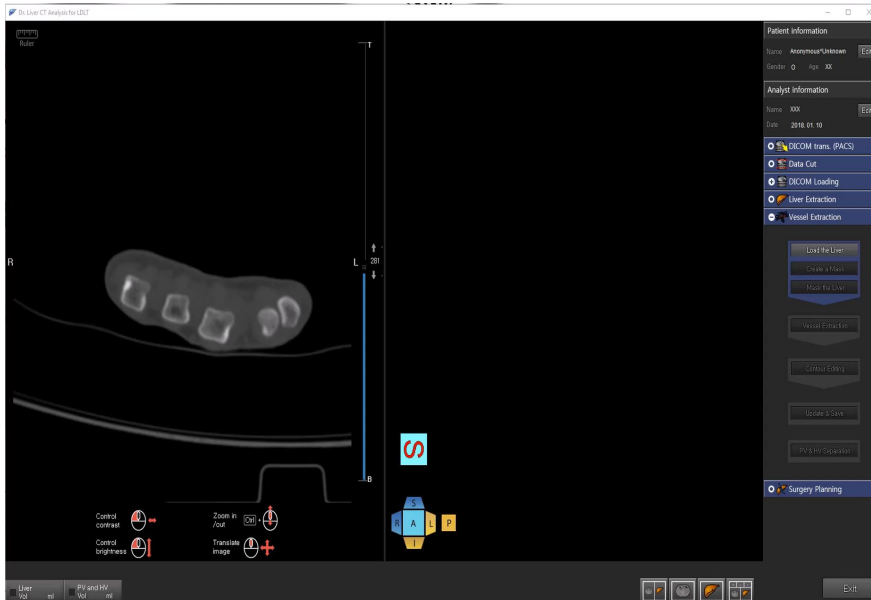 Dr. Liver CT Analysis for LDLT
Ruler
T
R
L
281
B
S
S
R A L P
I
Control
contrast
Zoom in
/out
Ctrl +
Control
brightness
Translate
image
Liver
Vol ml
PV and HV
Vol ml
Patient information
Name Anonymous^Unknown
Gender O Age XX
Analyst information
Name XXX
Date 2018. 01. 10
DICOM trans. (PACS)
Data Cut
DICOM Loading
Liver Extraction
Vessel Extraction
Load the Liver
Create a Mask
Mask the Liver
Vessel Extraction
Contour Editing
Update & Save
PV & HV Separation
Surgery Planning
Exit